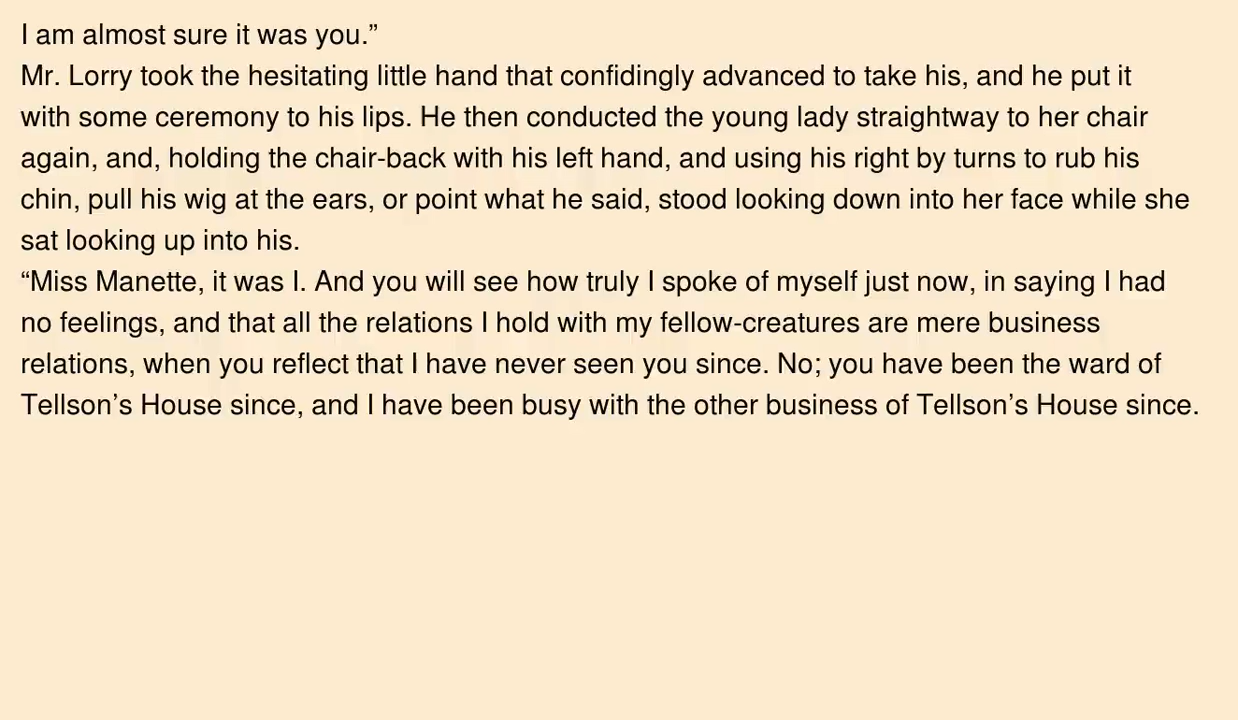 I am almost sure it was you.”
Mr. Lorry took the hesitating little hand that confidingly advanced to take his, and he put it
with some ceremony to his lips. He then conducted the young lady straightway to her chair
again, and, holding the chair-back with his left hand, and using his right by turns to rub his
chin, pull his wig at the ears, or point what he said, stood looking down into her face while she
sat looking up into his.
“Miss Manette, it was I. And you will see how truly I spoke of myself just now, in saying I had
no feelings, and that all the relations I hold with my fellow-creatures are mere business
relations, when you reflect that I have never seen you since. No; you have been the ward of
Tellson’s House since, and I have been busy with the other business of Tellson’s House since.